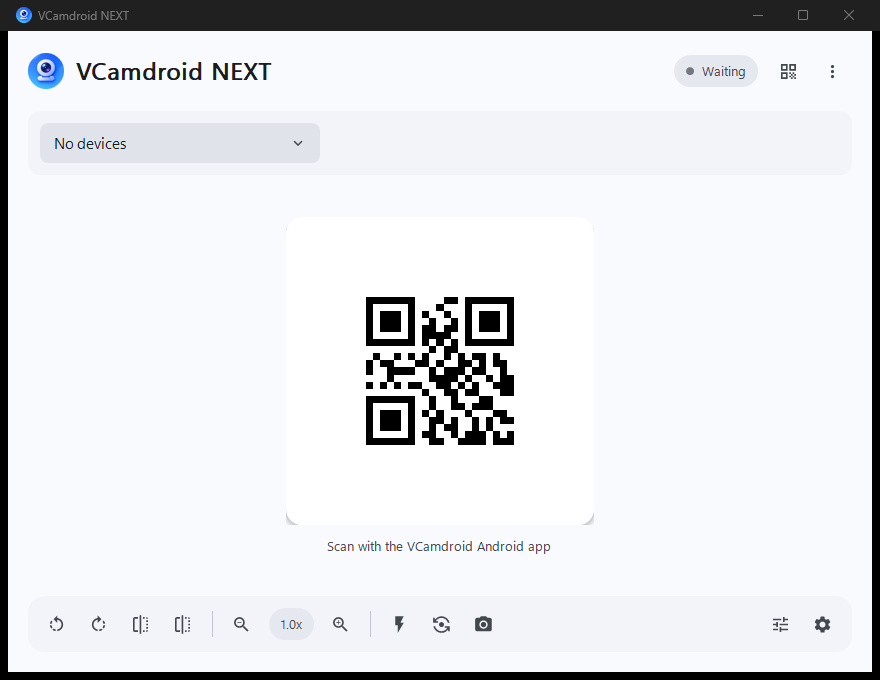 VCamdroid NEXT
VCamdroid NEXT
Waiting
No devices
Scan with the VCamdroid Android app
1.0x